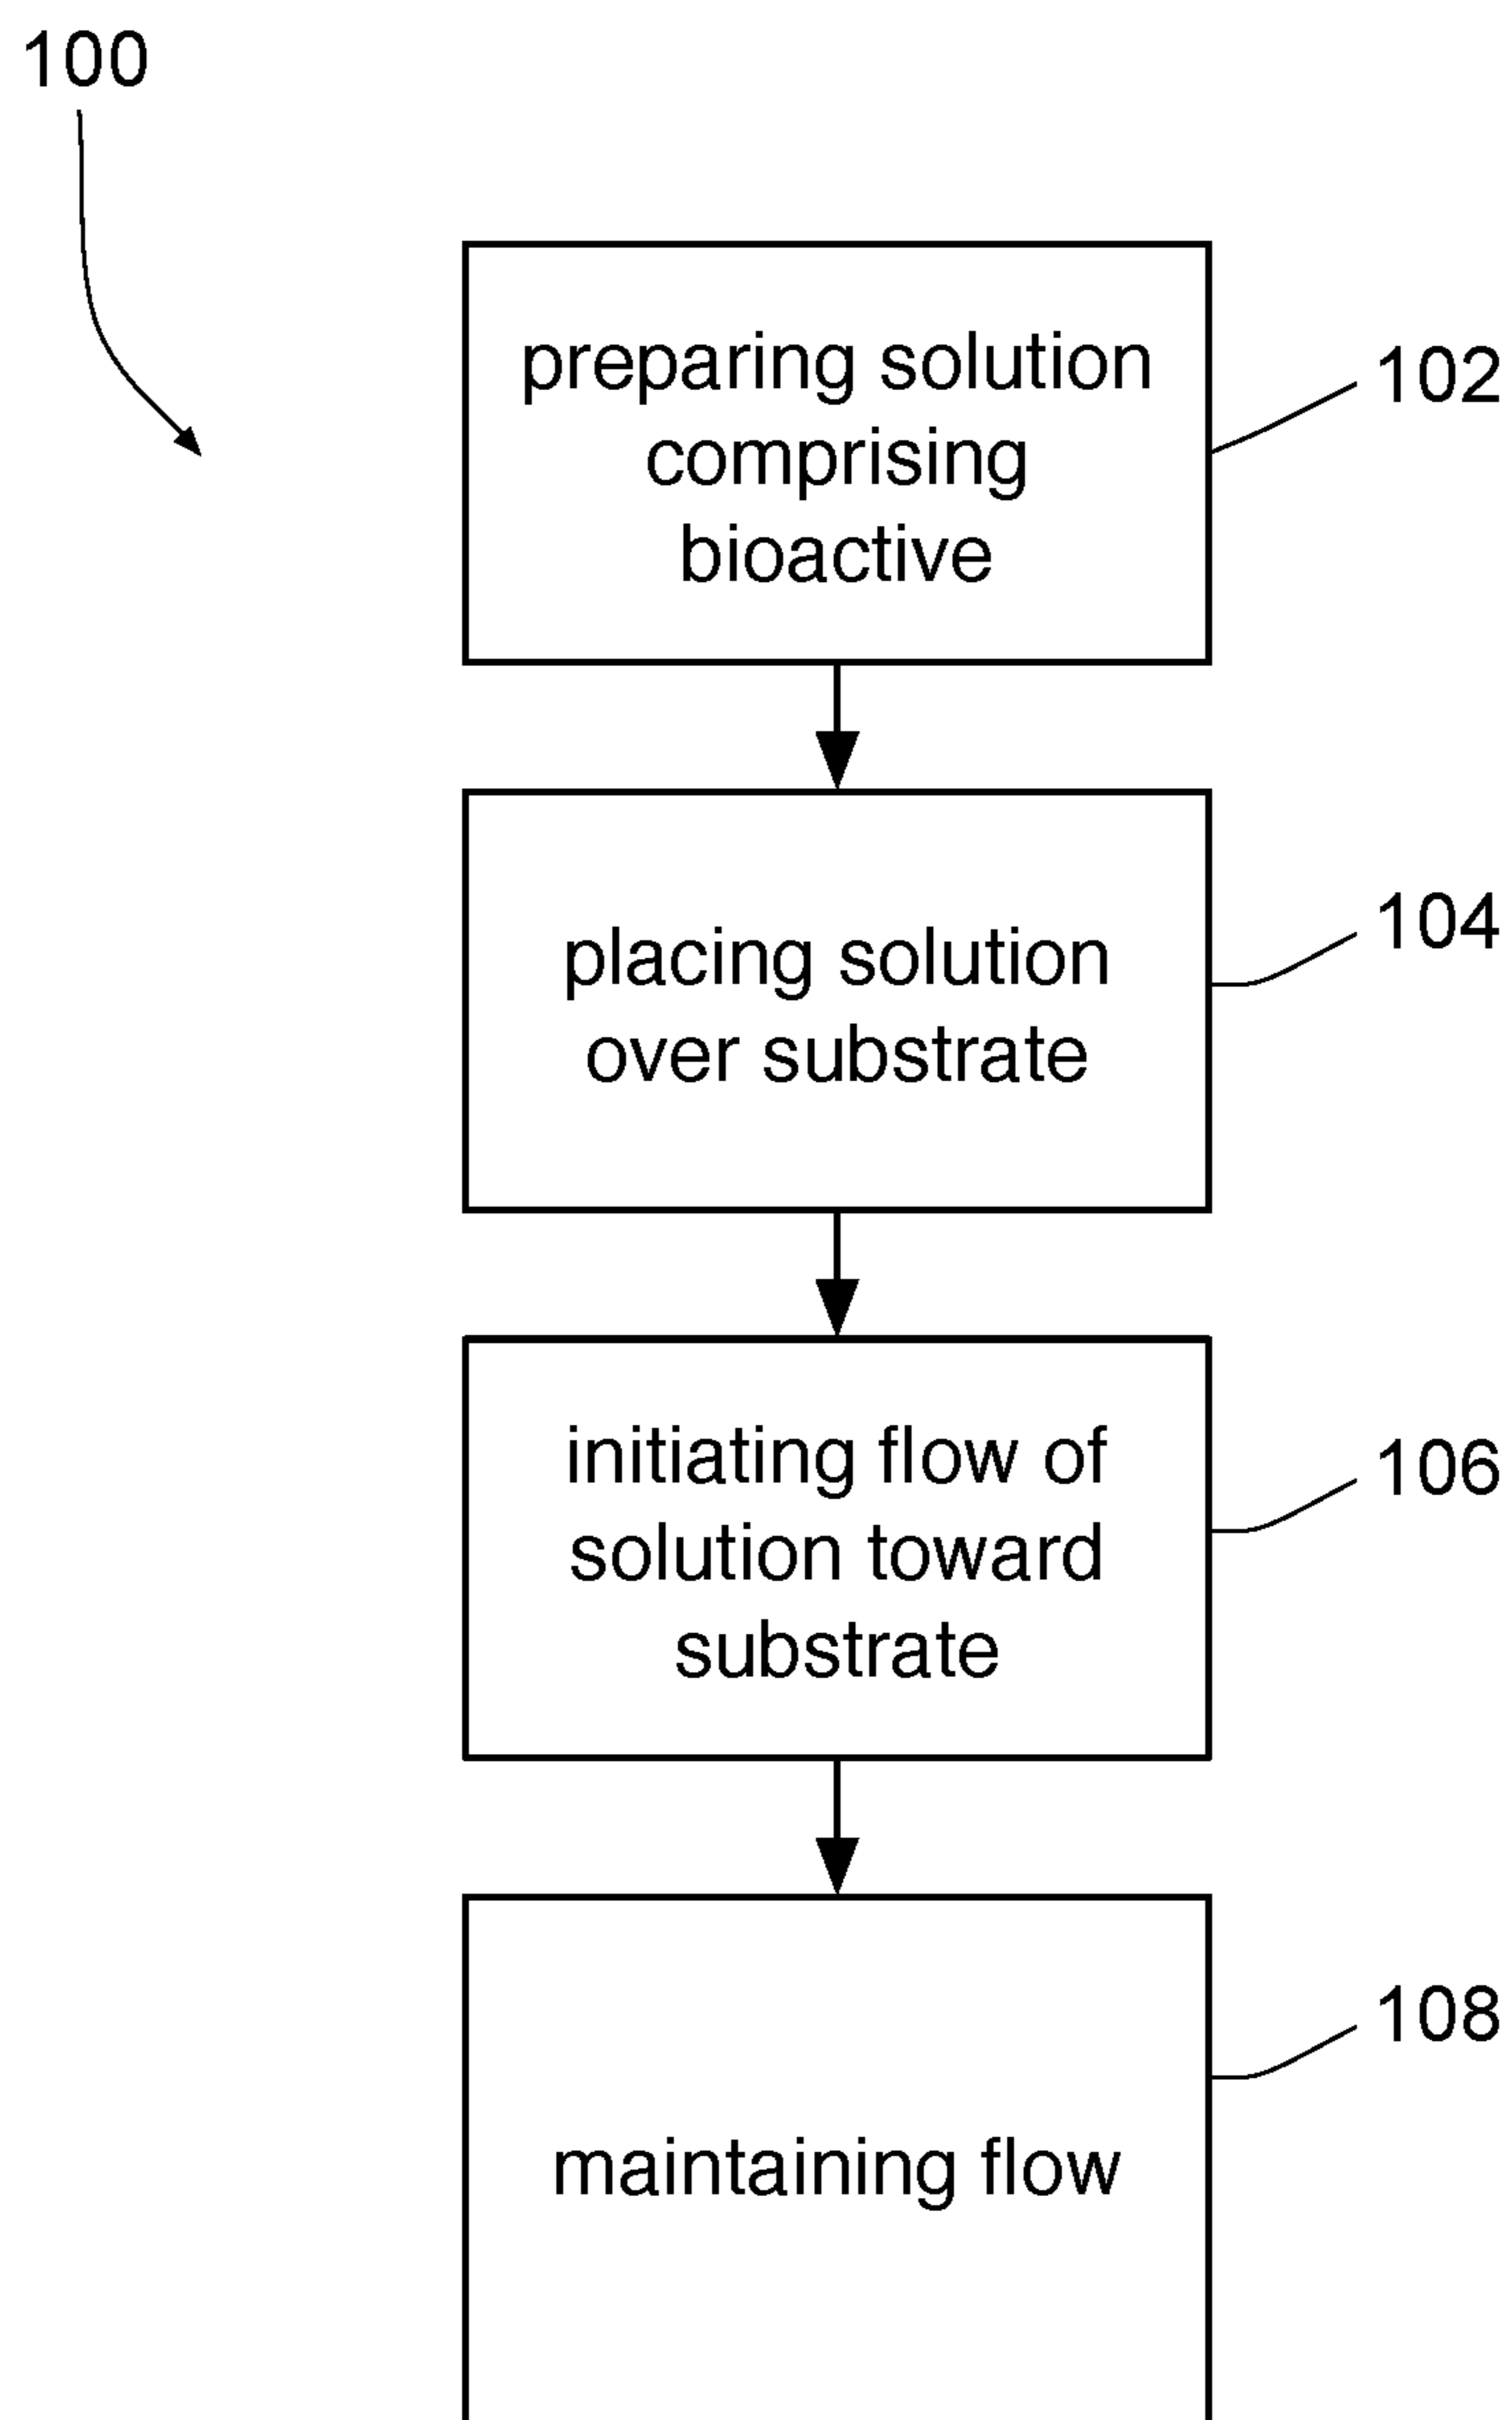 100
preparing solution
comprising
bioactive
102
placing solution
over substrate
104
initiating flow of
solution toward
substrate
106
maintaining flow
108